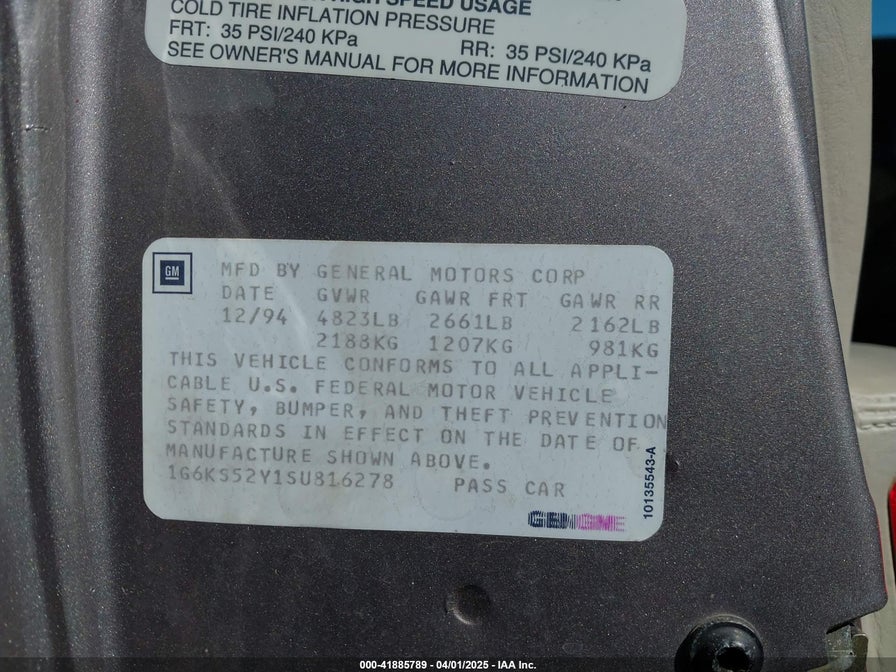 HIGH SPEED USAGE
COLD TIRE INFLATION PRESSURE
FRT: 35 PSI/240 KPa RR: 35 PSI/240 KPa
SEE OWNER'S MANUAL FOR MORE INFORMATION
GM
MFD BY GENERAL MOTORS CORP
DATE GVWR GAWR FRT GAWR RR
12/94 4823LB 2661LB 2162LB
2188KG 1207KG 981KG
THIS VEHICLE CONFORMS TO ALL APPLI-
CABLE U.S. FEDERAL MOTOR VEHICLE
SAFETY, BUMPER, AND THEFT PREVENTION
STANDARDS IN EFFECT ON THE DATE OF
MANUFACTURE SHOWN ABOVE.
1G6KS52Y1SU816278 PASS CAR
10135543-A
000-41885789 - 04/01/2025 - IAA Inc.